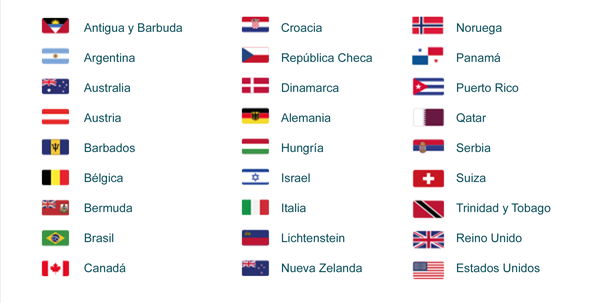 Antigua y Barbuda
Argentina
Australia
Austria
Barbados
Bélgica
Bermuda
Brasil
Canadá
Croacia
República Checa
Dinamarca
Alemania
Hungría
Israel
Italia
Lichtenstein
Nueva Zelanda
Noruega
Panamá
Puerto Rico
Qatar
Serbia
Suiza
Trinidad y Tobago
Reino Unido
Estados Unidos